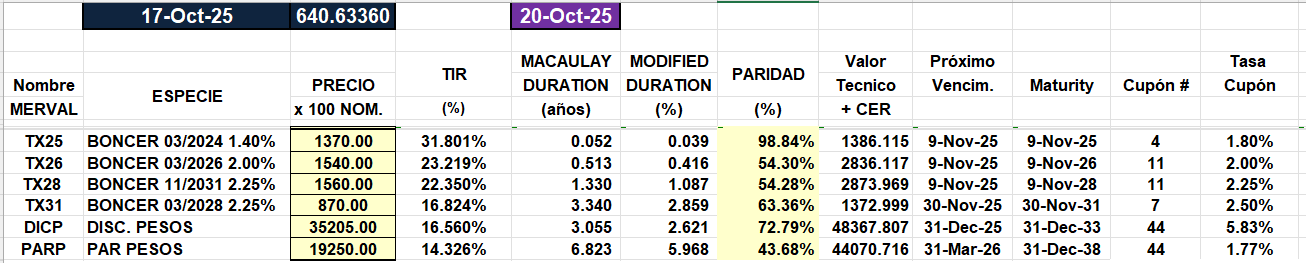 17-Oct-25 640.63360 20-Oct-25
MACAULAY MODIFIED Valor Próximo Tasa
TIR DURATION DURATION PARIDAD Tecnico Vencim. Maturity Cupón # Cupón
Nombre ESPECIE PRECIO
MERVAL x 100 NOM. (%) (años) (%) (%) + CER
TX25 BONCER 03/2024 1.40% 1370.00 31.801% 0.052 0.039 98.84% 1386.115 9-Nov-25 9-Nov-25 4 1.80%
TX26 BONCER 03/2026 2.00% 1540.00 23.219% 0.513 0.416 54.30% 2836.117 9-Nov-25 9-Nov-26 11 2.00%
TX28 BONCER 11/2031 2.25% 1560.00 22.350% 1.330 1.087 54.28% 2873.969 9-Nov-25 9-Nov-28 11 2.25%
TX31 BONCER 03/2028 2.25% 870.00 16.824% 3.340 2.859 63.36% 1372.999 30-Nov-25 30-Nov-31 7 2.50%
DICP DISC. PESOS 35205.00 16.560% 3.055 2.621 72.79% 48367.807 31-Dec-25 31-Dec-33 44 5.83%
PARP PAR PESOS 19250.00 14.326% 6.823 5.968 43.68% 44070.716 31-Mar-26 31-Dec-38 44 1.77%